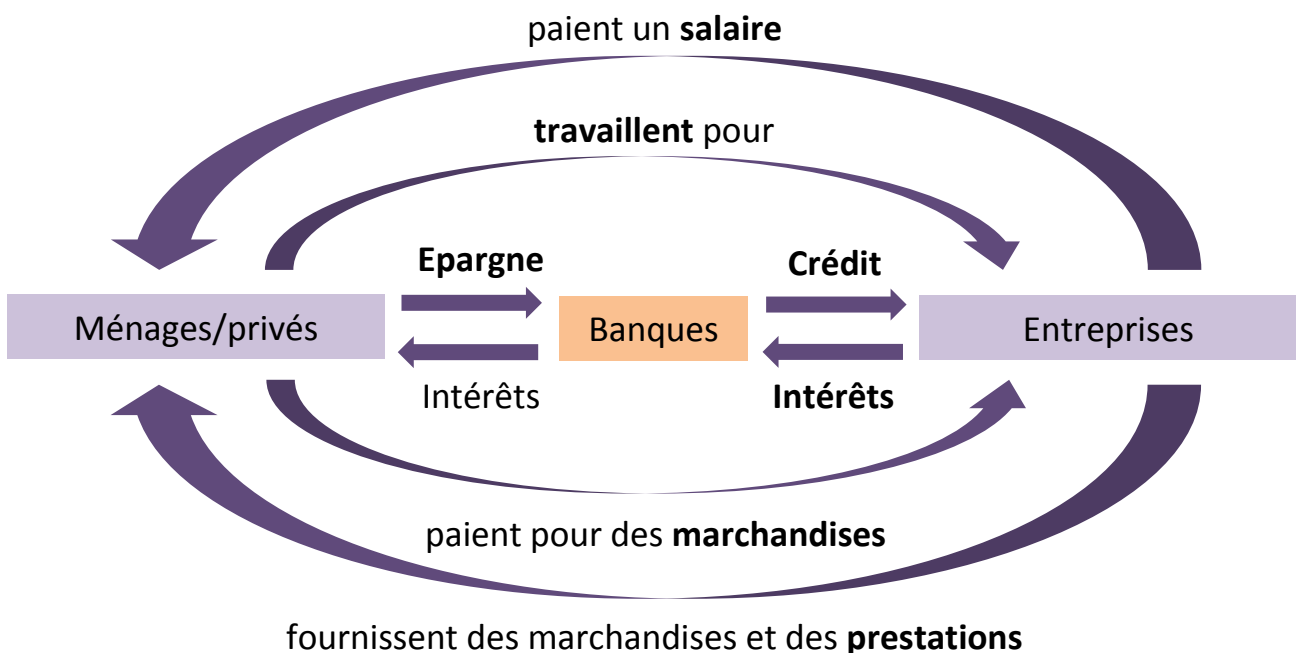 paient un salaire
travaillent pour
Epargne
Crédit
Ménages/privés
Banques
Entreprises
Intérêts
Intérêts
paient pour des marchandises
fournissent des marchandises et des prestations